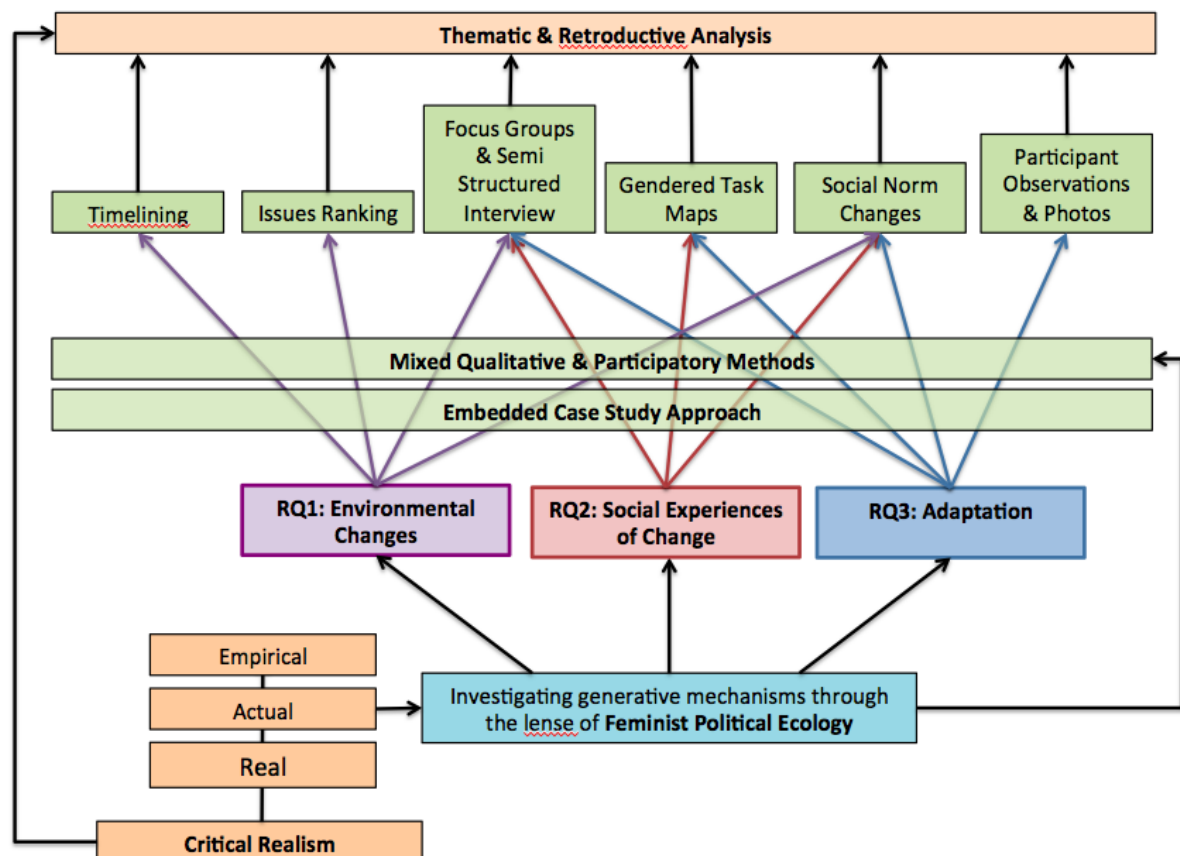 Thematic & Retroductive Analysis
Timelining
Issues Ranking
Focus Groups
& Semi
Structured
Interview
Gendered Task
Maps
Social Norm
Changes
Participant
Observations
& Photos
Mixed Qualitative & Participatory Methods
Embedded Case Study Approach
RQ1: Environmental
Changes
RQ2: Social Experiences
of Change
RQ3: Adaptation
Empirical
Actual
Real
Critical Realism
Investigating generative mechanisms through
the lense of Feminist Political Ecology